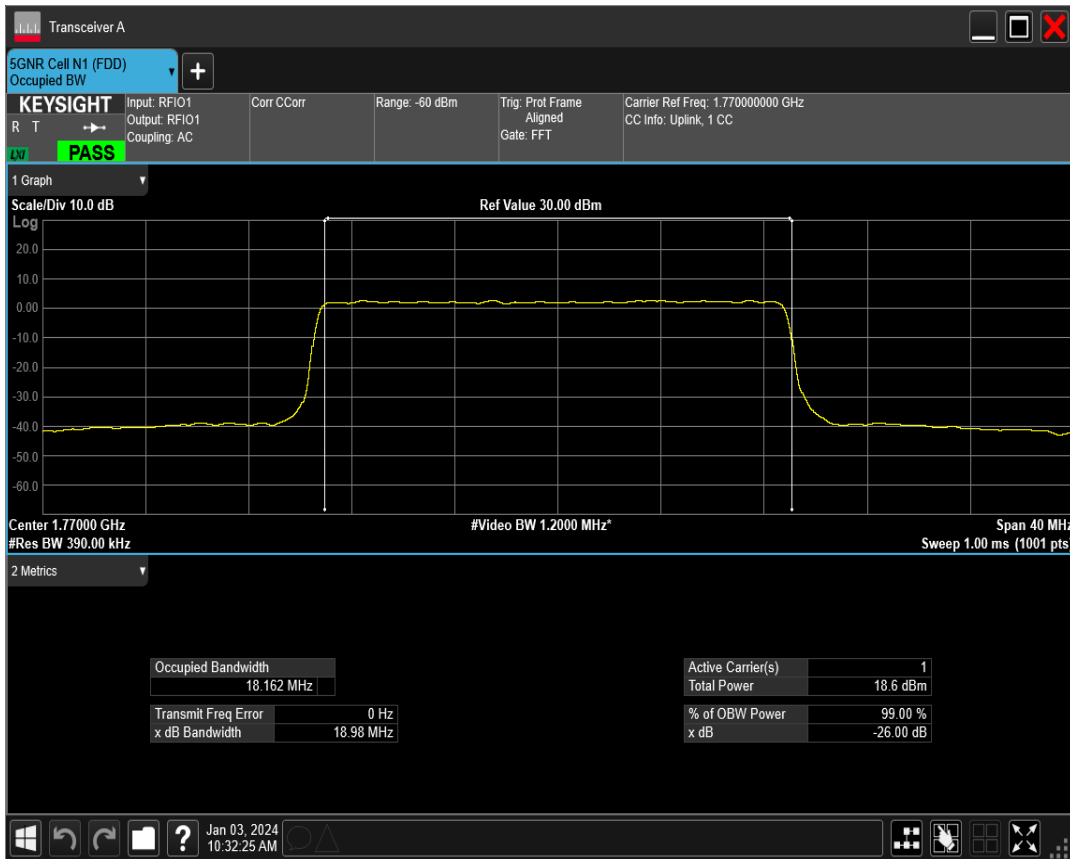 Transceiver A
5GNR Cell N1 (FDD)
Occupied BW
+
KEYSIGHT
R T
LXI
PASS
Input: RFIO1
Output: RFIO1
Coupling: AC
Corr CCorr
Range: -60 dBm
Trig: Prot Frame
Aligned
Gate: FFT
Carrier Ref Freq: 1.770000000 GHz
CC Info: Uplink, 1 CC
1 Graph
Scale/Div 10.0 dB
Ref Value 30.00 dBm
Log
20.0
10.0
0.00
-10.0
-20.0
-30.0
-40.0
-50.0
-60.0
Center 1.77000 GHz
#Video BW 1.2000 MHz*
Span 40 MHz
#Res BW 390.00 kHz
Sweep 1.00 ms (1001 pts)
2 Metrics
Occupied Bandwidth
18.162 MHz
Transmit Freq Error 0 Hz
x dB Bandwidth 18.98 MHz
Active Carrier(s) 1
Total Power 18.6 dBm
% of OBW Power 99.00 %
x dB -26.00 dB
?
Jan 03, 2024
10:32:25 AM